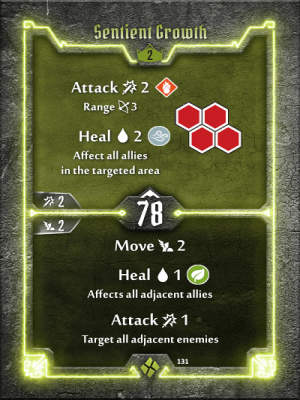 Sentient Growth
2
Attack 2
Range 3
Heal 2
Affect all allies
in the targeted area
2
78
2
Move 2
Heal 1
Affects all adjacent allies
Attack 1
Target all adjacent enemies
131